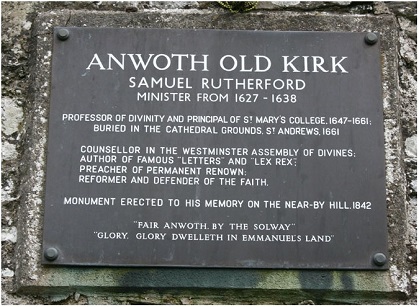 ANWOTH OLD KIRK
SAMUEL RUTHERFORD
MINISTER FROM 1627 - 1638
PROFESSOR OF DIVINITY AND PRINCIPAL OF ST MARY'S COLLEGE, 1647-1661;
BURIED IN THE CATHEDRAL GROUNDS, ST ANDREWS, 1661
COUNSELLOR IN THE WESTMINSTER ASSEMBLY OF DIVINES;
AUTHOR OF FAMOUS "LETTERS" AND "LEX REX";
PREACHER OF PERMANENT RENOWN;
REFORMER AND DEFENDER OF THE FAITH.
MONUMENT ERECTED TO HIS MEMORY ON THE NEAR-BY HILL, 1842
"FAIR ANWOTH, BY THE SOLWAY"
"GLORY, GLORY DWELLETH IN EMMANUEL'S LAND"